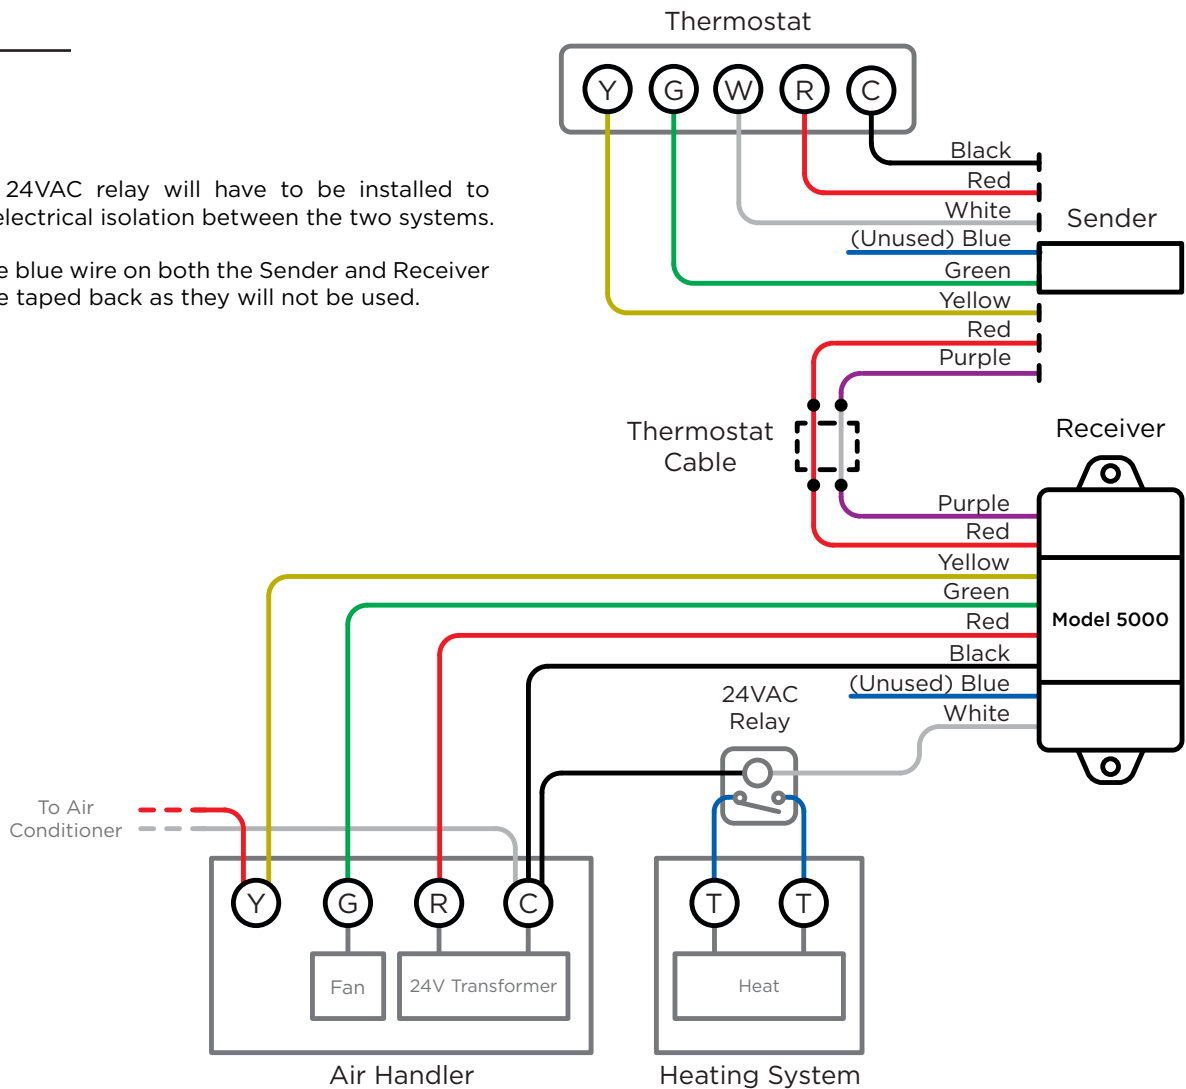 Thermostat
Y G W R C
24VAC relay will have to be installed to
electrical isolation between the two systems.
blue wire on both the Sender and Receiver
taped back as they will not be used.
Black
Red
White
(Unused) Blue
Green
Yellow
Red
Purple
Sender
Thermostat
Cable
Receiver
Purple
Red
Yellow
Green
Red
Black
(Unused) Blue
White
Model 5000
24VAC
Relay
To Air
Conditioner
Y G R C
T T
Fan
24V Transformer
Heat
Air Handler
Heating System